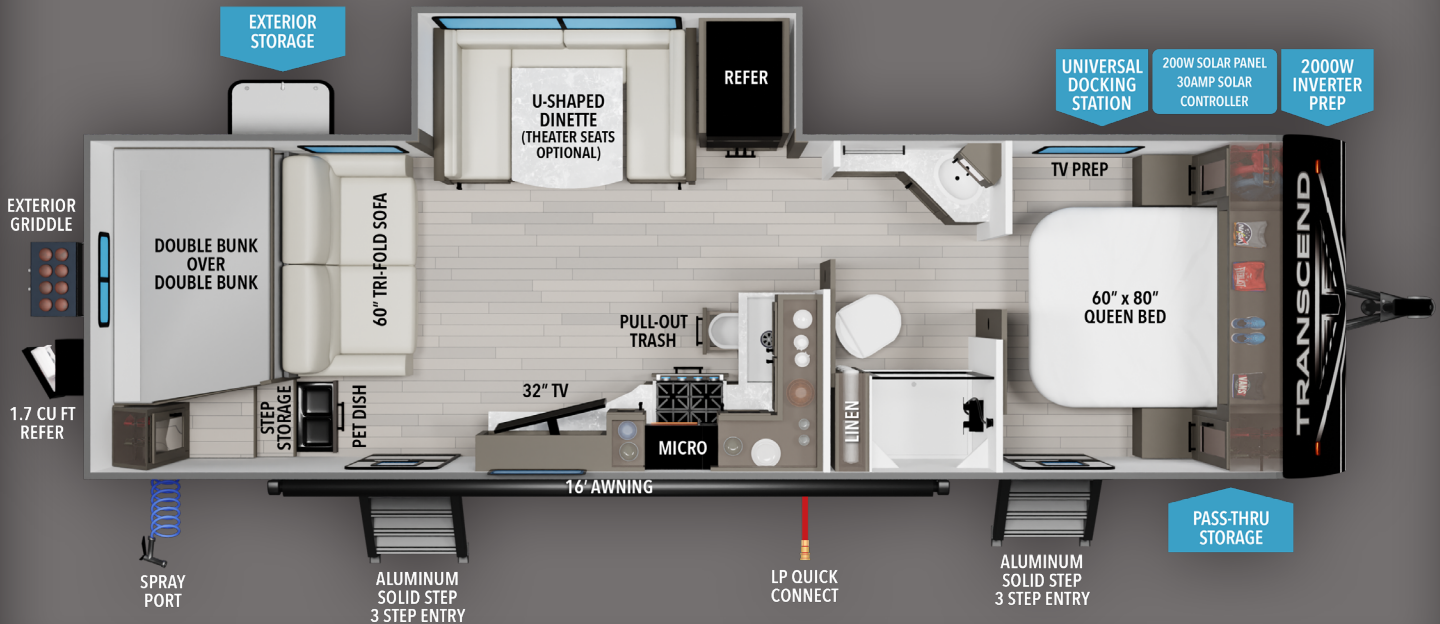 EXTERIOR
STORAGE
UNIVERSAL
DOCKING
STATION
200W SOLAR PANEL
30AMP SOLAR
CONTROLLER
2000W
INVERTER
PREP
REFER
U-SHAPED
DINETTE
(THEATER SEATS
OPTIONAL)
TV PREP
EXTERIOR
GRIDDLE
DOUBLE BUNK
OVER
DOUBLE BUNK
60" TRI-FOLD SOFA
60" x 80"
QUEEN BED
TRANSCEND
PULL-OUT
TRASH
32" TV
1.7 CU FT
REFER
STEP
STORAGE
PET DISH
MICRO
LINEN
VANS
16' AWNING
PASS-THRU
STORAGE
SPRAY
PORT
ALUMINUM
SOLID STEP
3 STEP ENTRY
LP QUICK
CONNECT
ALUMINUM
SOLID STEP
3 STEP ENTRY